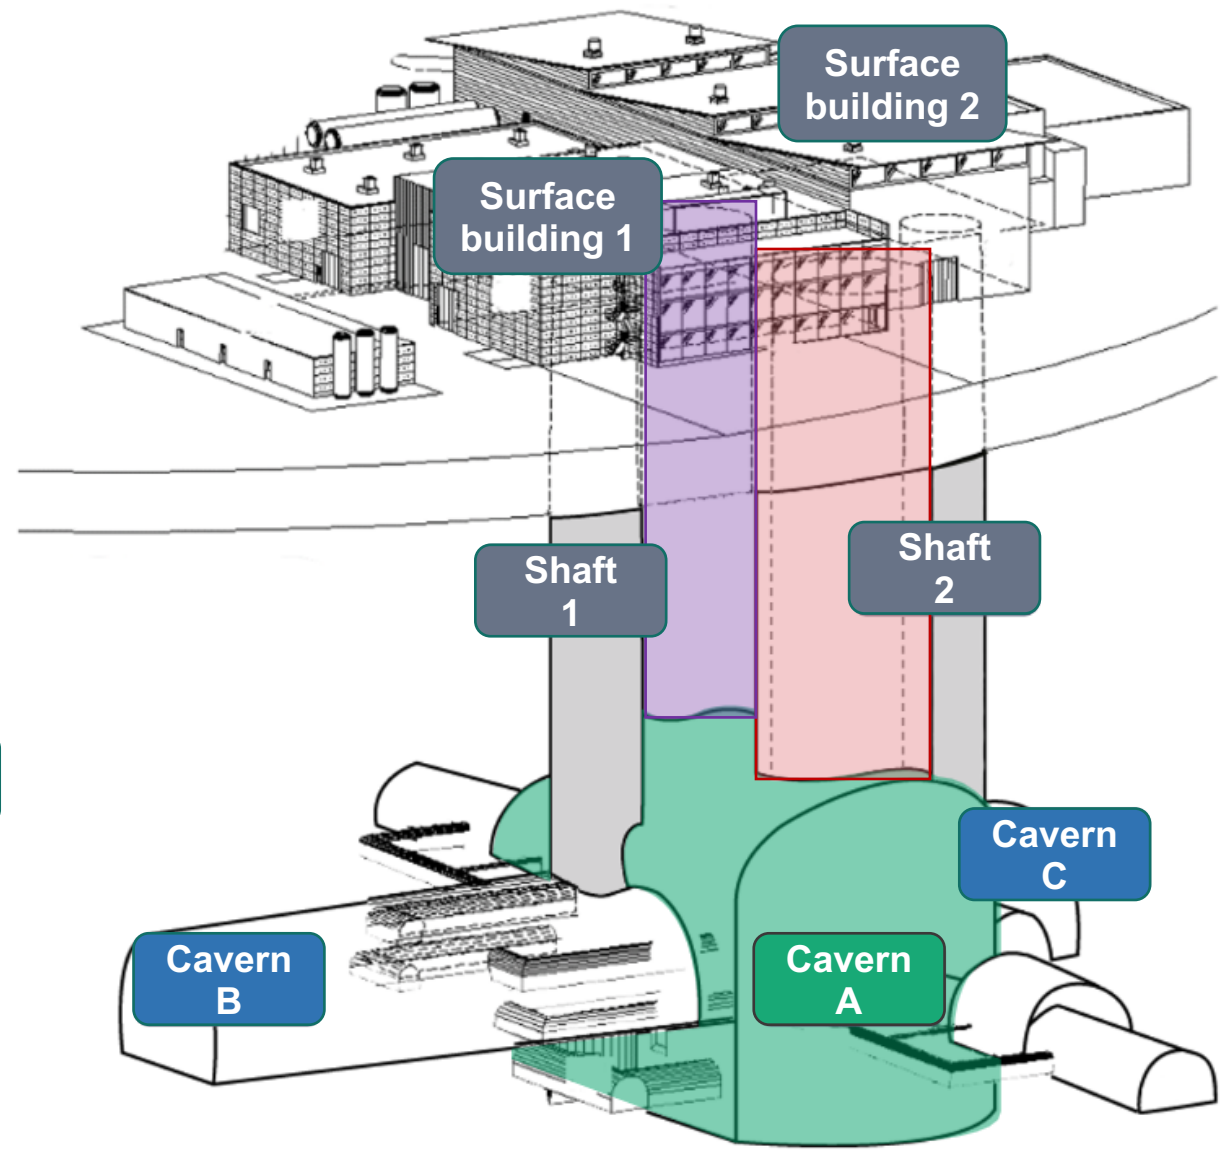 Surface
building 2
Surface
building 1
Shaft
1
Shaft
2
Cavern
C
Cavern
B
Cavern
A